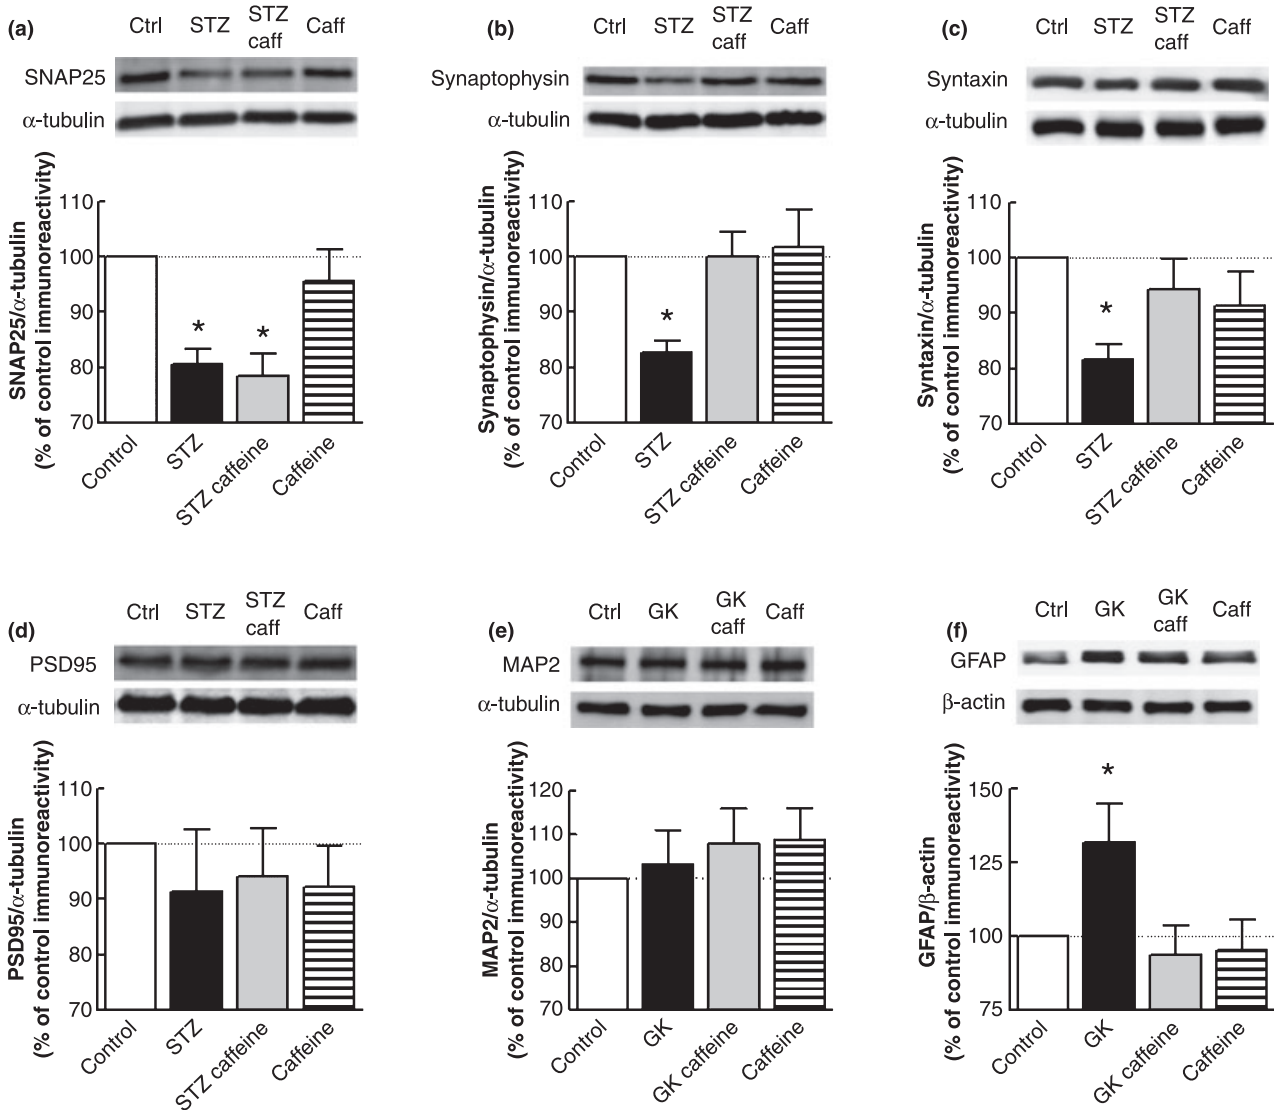 (a)
Ctrl STZ STZ caff Caff
SNAP25
α-tubulin
SNAP25/α-tubulin
(% of control immunoreactivity)
110
100
90
80
70
*
*
Control
STZ
STZ caffeine
Caffeine
(b)
Ctrl STZ STZ caff Caff
Synaptophysin
α-tubulin
Synaptophysin/α-tubulin
(% of control immunoreactivity)
110
100
90
80
70
*
Control
STZ
STZ caffeine
Caffeine
(c)
Ctrl STZ STZ caff Caff
Syntaxin
α-tubulin
Syntaxin/α-tubulin
(% of control immunoreactivity)
110
100
90
80
70
*
Control
STZ
STZ caffeine
Caffeine
(d)
Ctrl STZ STZ caff Caff
PSD95
α-tubulin
PSD95/α-tubulin
(% of control immunoreactivity)
110
100
90
80
70
Control
STZ
STZ caffeine
Caffeine
(e)
Ctrl GK GK caff Caff
MAP2
α-tubulin
MAP2/α-tubulin
(% of control immunoreactivity)
120
110
100
90
80
70
Control
GK
GK caffeine
Caffeine
(f)
Ctrl GK GK caff Caff
GFAP
β-actin
GFAP/β-actin
(% of control immunoreactivity)
150
125
100
75
*
Control
GK
GK caffeine
Caffeine